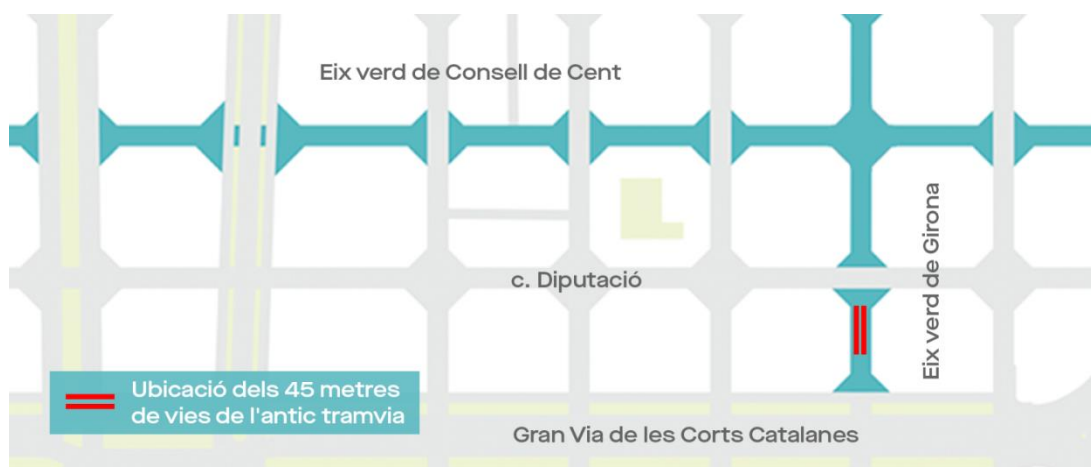 Eix verd de Consell de Cent
Eix verd de Girona
c. Diputació
Ubicació dels 45 metres
de vies de l'antic tramvia
Gran Via de les Corts Catalanes